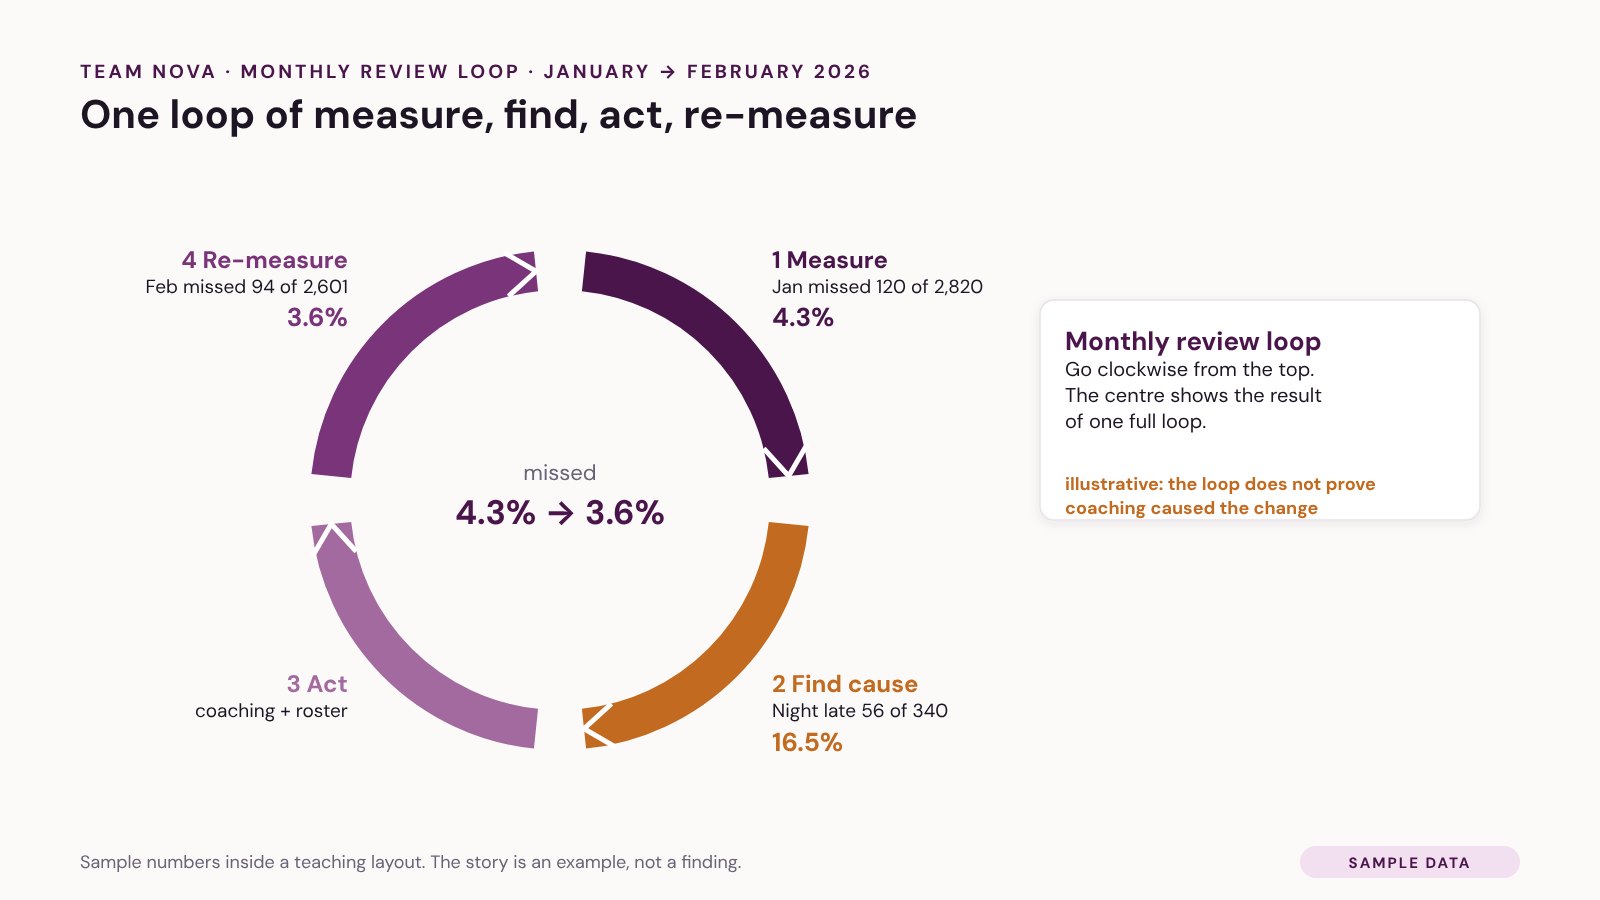 TEAM NOVA · MONTHLY REVIEW LOOP · JANUARY → FEBRUARY 2026
One loop of measure, find, act, re-measure
4 Re-measure
Feb missed 94 of 2,601
3.6%
1 Measure
Jan missed 120 of 2,820
4.3%
Monthly review loop
Go clockwise from the top.
The centre shows the result
of one full loop.
illustrative: the loop does not prove
coaching caused the change
missed
4.3% → 3.6%
3 Act
coaching + roster
2 Find cause
Night late 56 of 340
16.5%
Sample numbers inside a teaching layout. The story is an example, not a finding.
SAMPLE DATA